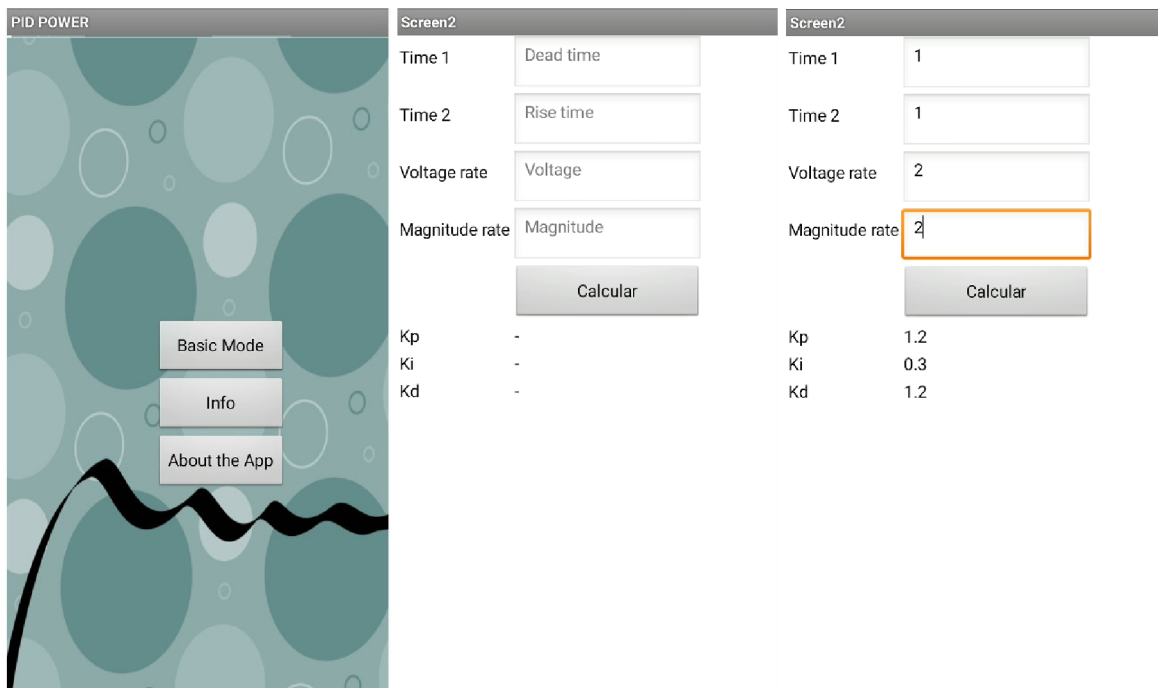 PID POWER
Basic Mode
Info
About the App
Screen2
Time 1 Dead time
Time 2 Rise time
Voltage rate Voltage
Magnitude rate Magnitude
Calcular
Kp -
Ki -
Kd -
Screen2
Time 1 1
Time 2 1
Voltage rate 2
Magnitude rate 2
Calcular
Kp 1.2
Ki 0.3
Kd 1.2